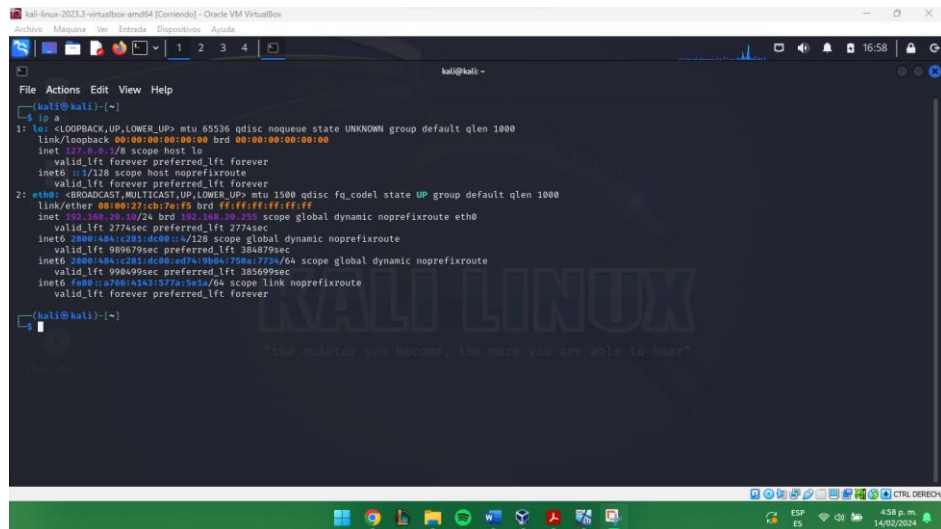 kali-linux-2023.3-virtualbox-amd64 [Corriendo] - Oracle VM VirtualBox
Archivo Máquina Ver Entrada Dispositivos Ayuda
1 2 3 4
16:58
kali@kali: ~
File Actions Edit View Help
┌──(kali㉿kali)-[~]
└─$ ip a
1: lo: <LOOPBACK,UP,LOWER_UP> mtu 65536 qdisc noqueue state UNKNOWN group default qlen 1000
link/loopback 00:00:00:00:00:00 brd 00:00:00:00:00:00
inet 127.0.0.1/8 scope host lo
valid_lft forever preferred_lft forever
inet6 ::1/128 scope host noprefixroute
valid_lft forever preferred_lft forever
2: eth0: <BROADCAST,MULTICAST,UP,LOWER_UP> mtu 1500 qdisc fq_codel state UP group default qlen 1000
link/ether 08:00:27:cb:7e:f5 brd ff:ff:ff:ff:ff:ff
inet 192.168.20.10/24 brd 192.168.20.255 scope global dynamic noprefixroute eth0
valid_lft 2774sec preferred_lft 2774sec
inet6 2800:484:c281:dc00::4/128 scope global dynamic noprefixroute
valid_lft 989679sec preferred_lft 384879sec
inet6 2800:484:c281:dc00:ed74:9b04:750a:7734/64 scope global dynamic noprefixroute
valid_lft 990499sec preferred_lft 385699sec
inet6 fe80::a766:4143:577a:5e1a/64 scope link noprefixroute
valid_lft forever preferred_lft forever
┌──(kali㉿kali)-[~]
└─$
KALI LINUX
"the quieter you become, the more you are able to hear"
CTRL DERECH
ESP
ES
4:58 p. m.
14/02/2024